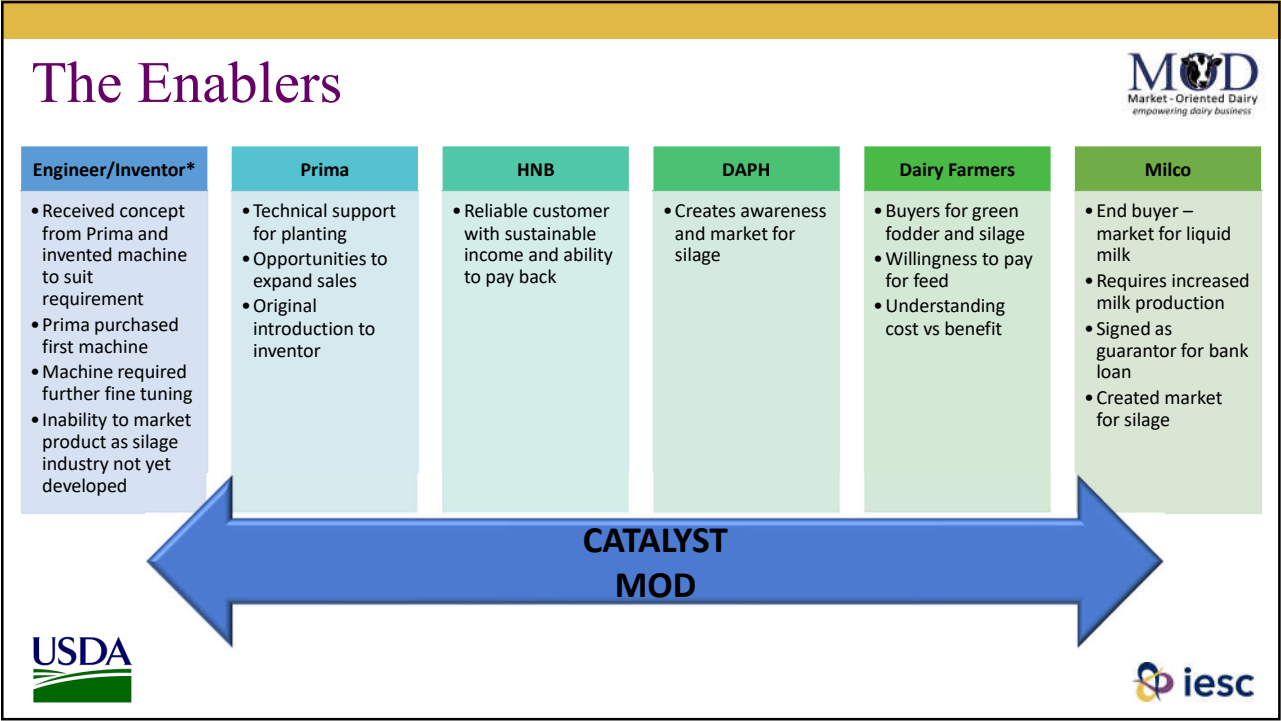 The Enablers
MOD
Market-Oriented Dairy
empowering dairy business
Engineer/Inventor*
• Received concept
from Prima and
invented machine
to suit
requirement
• Prima purchased
first machine
• Machine required
further fine tuning
• Inability to market
product as silage
industry not yet
developed
Prima
• Technical support
for planting
• Opportunities to
expand sales
• Original
introduction to
inventor
HNB
• Reliable customer
with sustainable
income and ability
to pay back
DAPH
• Creates awareness
and market for
silage
Dairy Farmers
• Buyers for green
fodder and silage
• Willingness to pay
for feed
• Understanding
cost vs benefit
Milco
• End buyer –
market for liquid
milk
• Requires increased
milk production
• Signed as
guarantor for bank
loan
• Created market
for silage
CATALYST
MOD
USDA
iesc